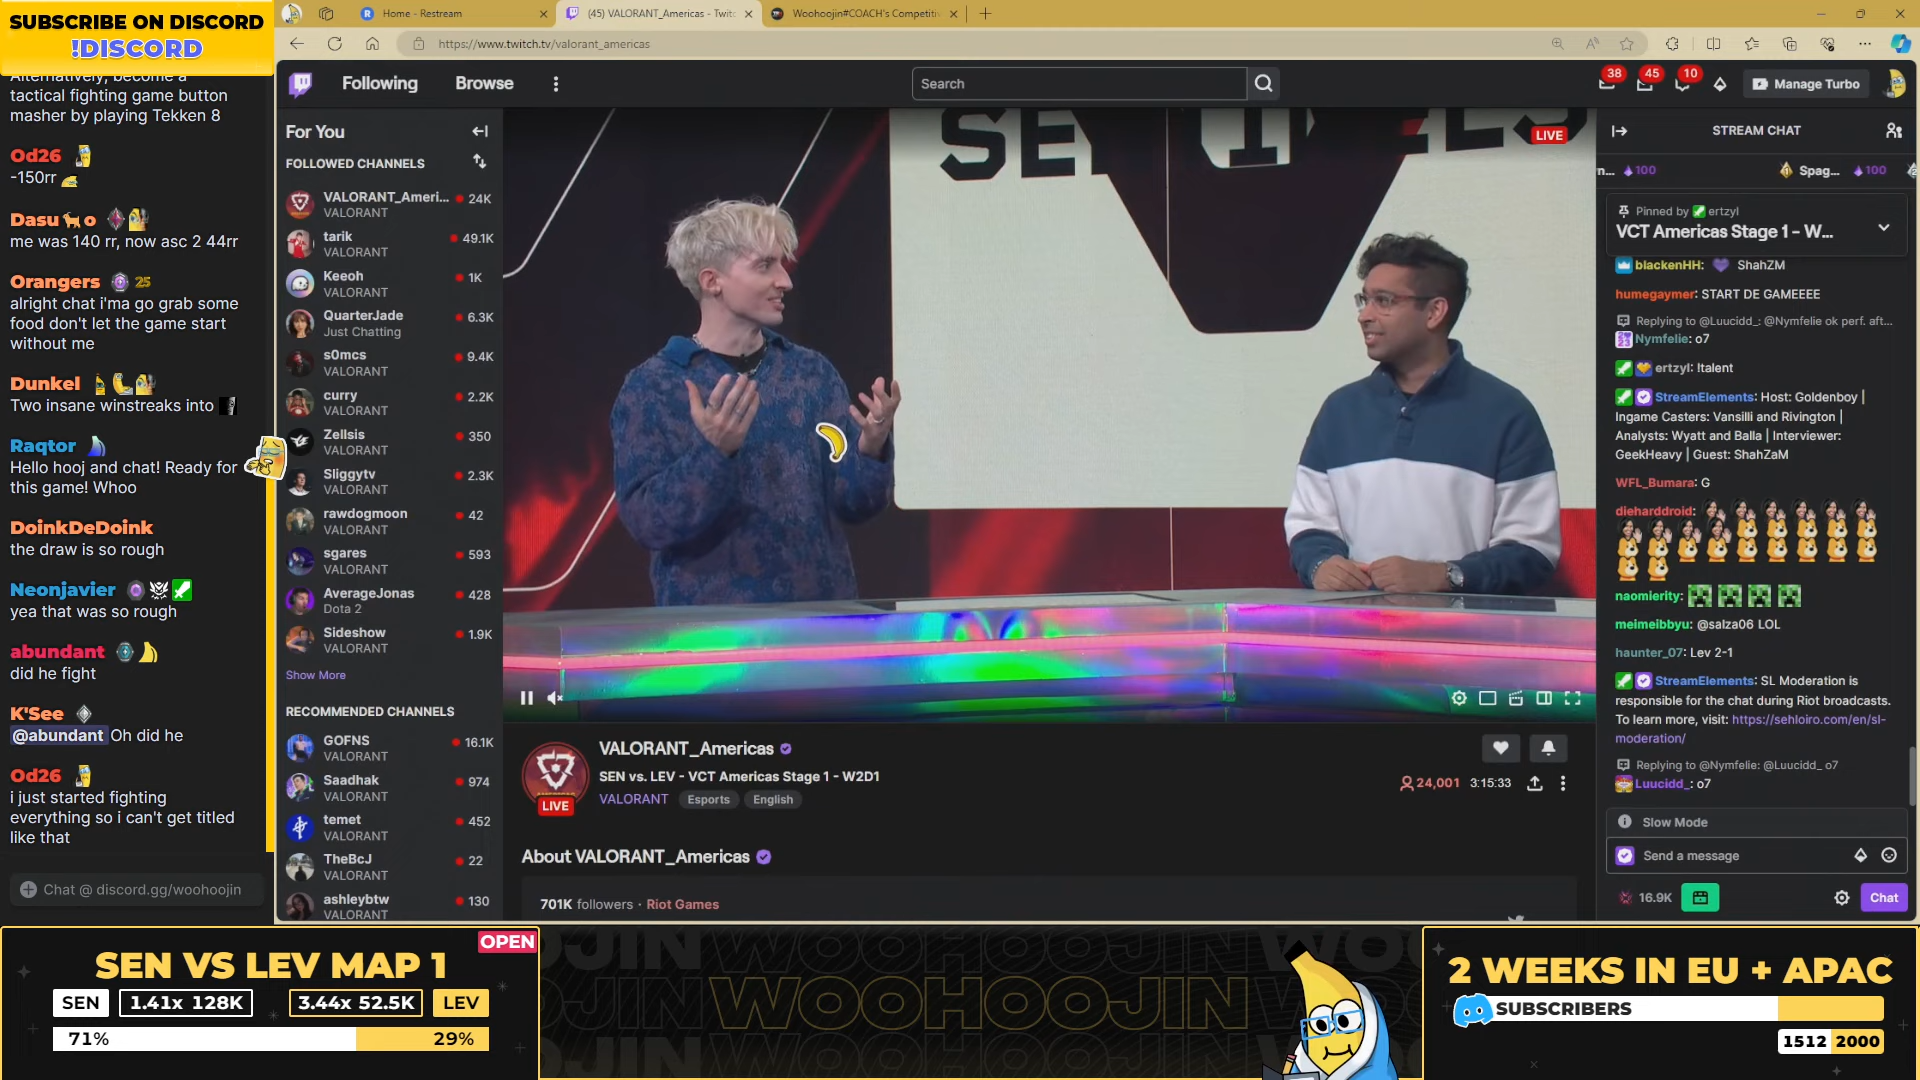 SUBSCRIBE ON DISCORD
!DISCORD
Alternatively, become a
tactical fighting game button
masher by playing Tekken 8
Od26
-150rr
Dasu o
me was 140 rr, now asc 2 44rr
Orangers 25
alright chat i'ma go grab some
food don't let the game start
without me
Dunkel
Two insane winstreaks into
Raqtor
Hello hooj and chat! Ready for
this game! Whoo
DoinkDeDoink
the draw is so rough
Neonjavier
yea that was so rough
abundant
did he fight
K'See
@abundant Oh did he
Od26
i just started fighting
everything so i can't get titled
like that
Chat @ discord.gg/woohoojin
Home - Restream
(45) VALORANT_Americas - Twitc
Woohoojin#COACH's Competiti
https://www.twitch.tv/valorant_americas
Following
Browse
Search
38
45
10
Manage Turbo
For You
FOLLOWED CHANNELS
VALORANT_Ameri... 24K
VALORANT
tarik 49.1K
VALORANT
Keeoh 1K
VALORANT
QuarterJade 6.3K
Just Chatting
s0mcs 9.4K
VALORANT
curry 2.2K
VALORANT
Zellsis 350
VALORANT
Sliggytv 2.3K
VALORANT
rawdogmoon 42
VALORANT
sgares 593
VALORANT
AverageJonas 428
Dota 2
Sideshow 1.9K
VALORANT
Show More
RECOMMENDED CHANNELS
GOFNS 16.1K
VALORANT
Saadhak 974
VALORANT
temet 452
VALORANT
TheBcJ 22
VALORANT
ashleybtw 130
VALORANT
LIVE
LIVE
VALORANT_Americas
SEN vs. LEV - VCT Americas Stage 1 - W2D1
VALORANT Esports English
24,001 3:15:33
About VALORANT_Americas
701K followers · Riot Games
STREAM CHAT
n... 100 Spag... 100
Pinned by ertzyl
VCT Americas Stage 1 - W...
blackenHH: ShahZM
humegaymer: START DE GAMEEEE
Replying to @Luucidd_: @Nymfelie ok perf. aft...
Nymfelie: o7
ertzyl: !talent
StreamElements: Host: Goldenboy |
Ingame Casters: Vansilli and Rivington |
Analysts: Wyatt and Balla | Interviewer:
GeekHeavy | Guest: ShahZaM
WFL_Bumara: G
dieharddroid:
naomierity:
meimeibbyu: @salza06 LOL
haunter_07: Lev 2-1
StreamElements: SL Moderation is
responsible for the chat during Riot broadcasts.
To learn more, visit: https://sehloiro.com/en/sl-
moderation/
Replying to @Nymfelie: @Luucidd_ o7
Luucidd_: o7
Slow Mode
Send a message
16.9K
Chat
OPEN
SEN VS LEV MAP 1
SEN 1.41x 128K 3.44x 52.5K LEV
71% 29%
WOOHOOJIN
2 WEEKS IN EU + APAC
SUBSCRIBERS
1512 2000